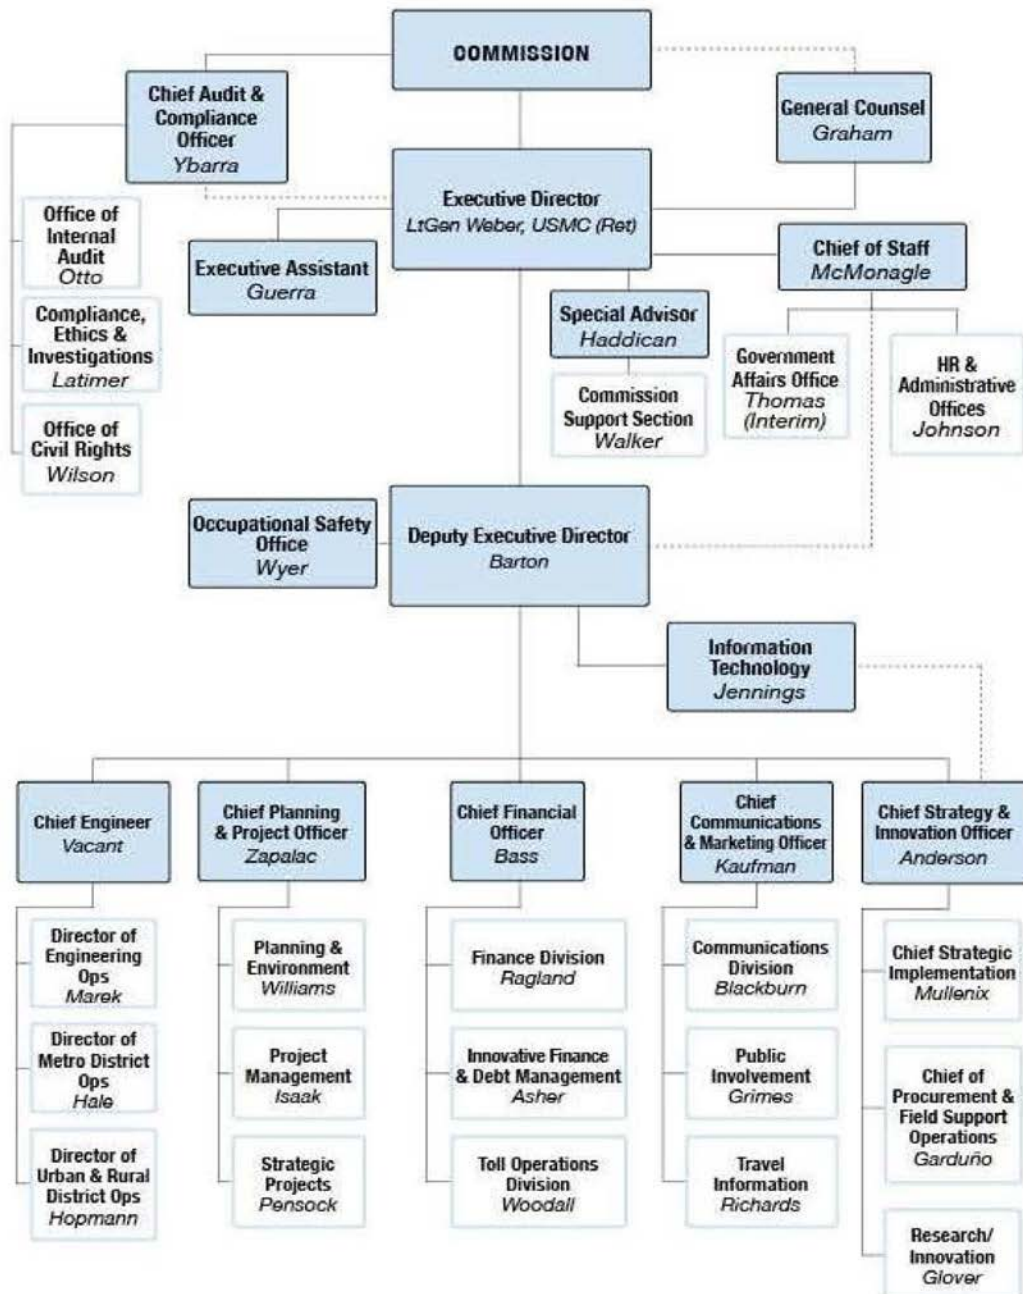 COMMISSION
Chief Audit &
Compliance
Officer
Ybarra
General Counsel
Graham
Executive Director
LtGen Weber, USMC (Ret)
Office of
Internal
Audit
Otto
Executive Assistant
Guerra
Chief of Staff
McMonagle
Compliance,
Ethics &
Investigations
Latimer
Special Advisor
Haddican
Government
Affairs Office
Thomas
(Interim)
HR &
Administrative
Offices
Johnson
Commission
Support Section
Walker
Office of
Civil Rights
Wilson
Occupational Safety
Office
Wyer
Deputy Executive Director
Barton
Information
Technology
Jennings
Chief Engineer
Vacant
Chief Planning
& Project Officer
Zapalac
Chief Financial
Officer
Bass
Chief
Communications
& Marketing Officer
Kaufman
Chief Strategy &
Innovation Officer
Anderson
Director of
Engineering
Ops
Marek
Planning &
Environment
Williams
Finance Division
Ragland
Communications
Division
Blackburn
Chief Strategic
Implementation
Mullenix
Director of
Metro District
Ops
Hale
Project
Management
Isaak
Innovative Finance
& Debt Management
Asher
Public
Involvement
Grimes
Chief of
Procurement &
Field Support
Operations
Garduño
Director of
Urban & Rural
District Ops
Hopmann
Strategic
Projects
Pensock
Toll Operations
Division
Woodall
Travel
Information
Richards
Research/
Innovation
Glover